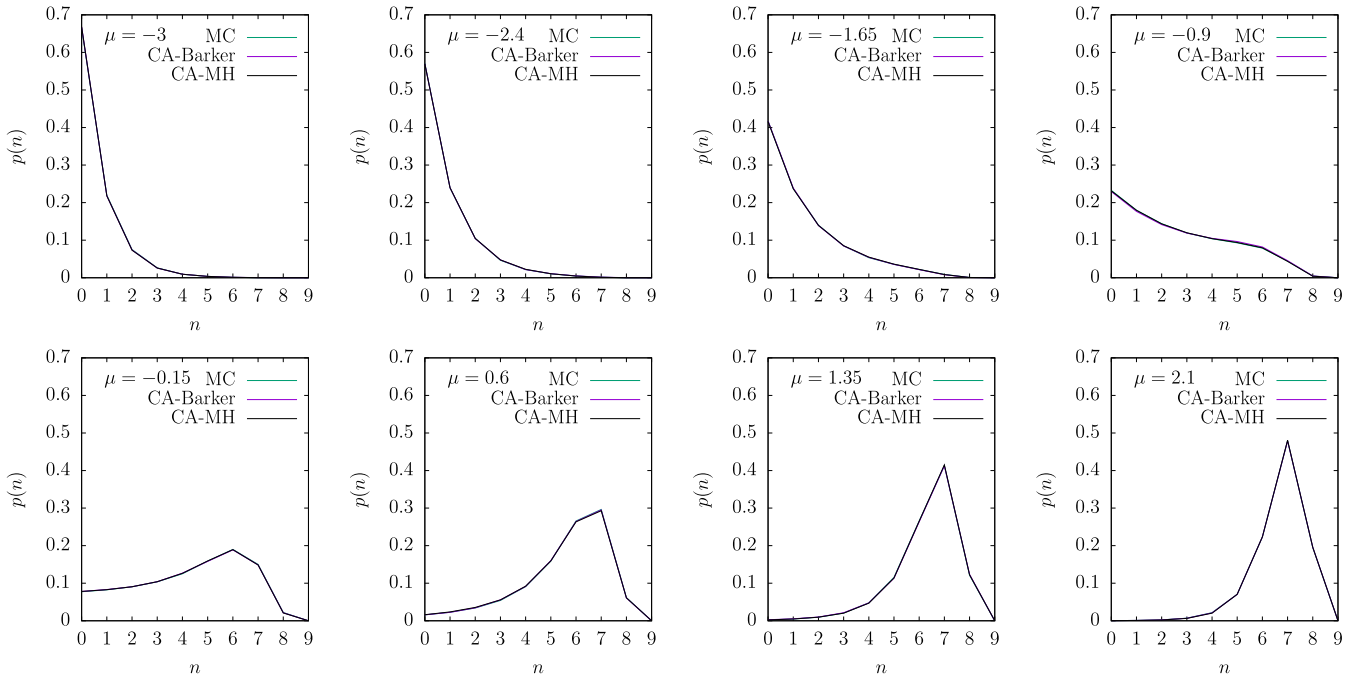 0.7
0.6
0.5
0.4
0.3
0.2
0.1
0
p(n)
μ = −3 MC
CA-Barker
CA-MH
0 1 2 3 4 5 6 7 8 9
n
0.7
0.6
0.5
0.4
0.3
0.2
0.1
0
p(n)
μ = −2.4 MC
CA-Barker
CA-MH
0 1 2 3 4 5 6 7 8 9
n
0.7
0.6
0.5
0.4
0.3
0.2
0.1
0
p(n)
μ = −1.65 MC
CA-Barker
CA-MH
0 1 2 3 4 5 6 7 8 9
n
0.7
0.6
0.5
0.4
0.3
0.2
0.1
0
p(n)
μ = −0.9 MC
CA-Barker
CA-MH
0 1 2 3 4 5 6 7 8 9
n
0.7
0.6
0.5
0.4
0.3
0.2
0.1
0
p(n)
μ = −0.15 MC
CA-Barker
CA-MH
0 1 2 3 4 5 6 7 8 9
n
0.7
0.6
0.5
0.4
0.3
0.2
0.1
0
p(n)
μ = 0.6 MC
CA-Barker
CA-MH
0 1 2 3 4 5 6 7 8 9
n
0.7
0.6
0.5
0.4
0.3
0.2
0.1
0
p(n)
μ = 1.35 MC
CA-Barker
CA-MH
0 1 2 3 4 5 6 7 8 9
n
0.7
0.6
0.5
0.4
0.3
0.2
0.1
0
p(n)
μ = 2.1 MC
CA-Barker
CA-MH
0 1 2 3 4 5 6 7 8 9
n